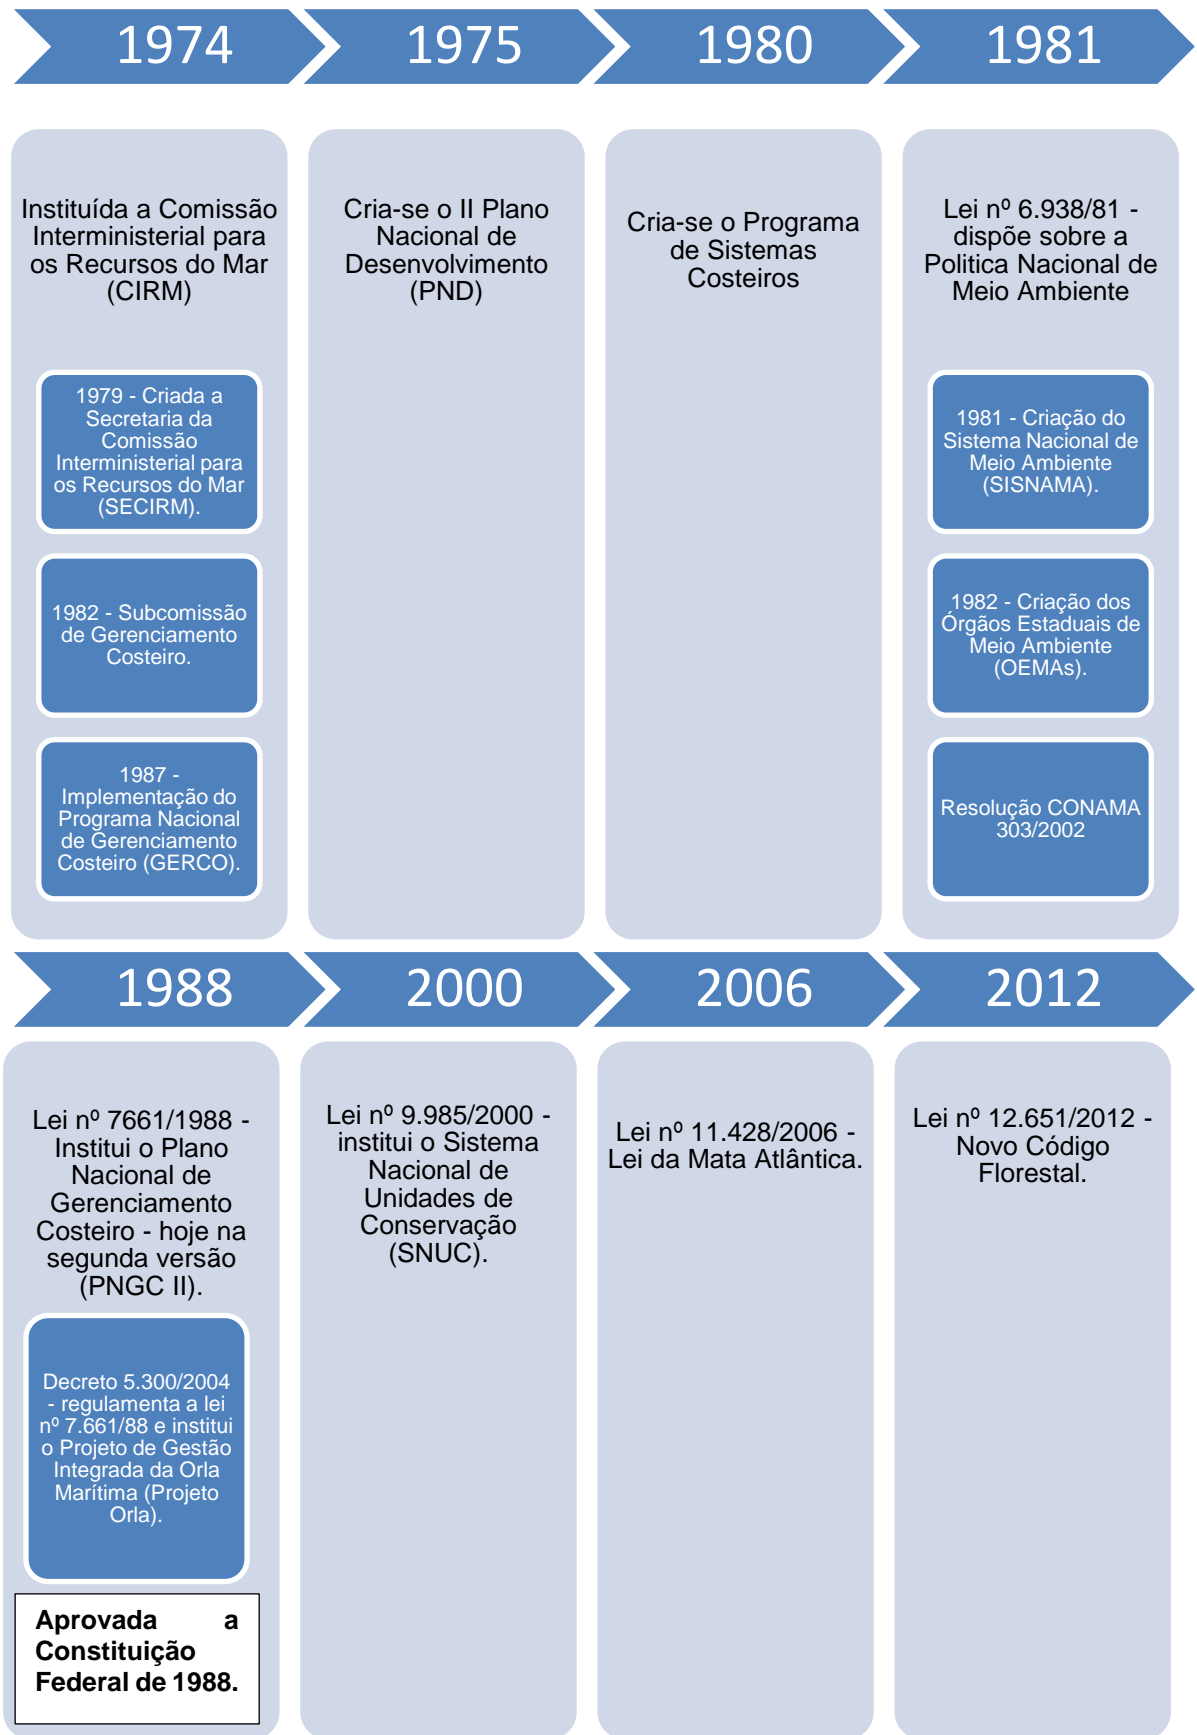 1974
1975
1980
1981
Instituída a Comissão
Interministerial para
os Recursos do Mar
(CIRM)
1979 - Criada a
Secretaria da
Comissão
Interministerial para
os Recursos do Mar
(SECIRM).
1982 - Subcomissão
de Gerenciamento
Costeiro.
1987 -
Implementação do
Programa Nacional
de Gerenciamento
Costeiro (GERCO).
Cria-se o II Plano
Nacional de
Desenvolvimento
(PND)
Cria-se o Programa
de Sistemas
Costeiros
Lei nº 6.938/81 -
dispõe sobre a
Politica Nacional de
Meio Ambiente
1981 - Criação do
Sistema Nacional de
Meio Ambiente
(SISNAMA).
1982 - Criação dos
Órgãos Estaduais de
Meio Ambiente
(OEMAs).
Resolução CONAMA
303/2002
1988
2000
2006
2012
Lei nº 7661/1988 -
Institui o Plano
Nacional de
Gerenciamento
Costeiro - hoje na
segunda versão
(PNGC II).
Decreto 5.300/2004
- regulamenta a lei
nº 7.661/88 e institui
o Projeto de Gestão
Integrada da Orla
Marítima (Projeto
Orla).
Aprovada a
Constituição
Federal de 1988.
Lei nº 9.985/2000 -
institui o Sistema
Nacional de
Unidades de
Conservação
(SNUC).
Lei nº 11.428/2006 -
Lei da Mata Atlântica.
Lei nº 12.651/2012 -
Novo Código
Florestal.